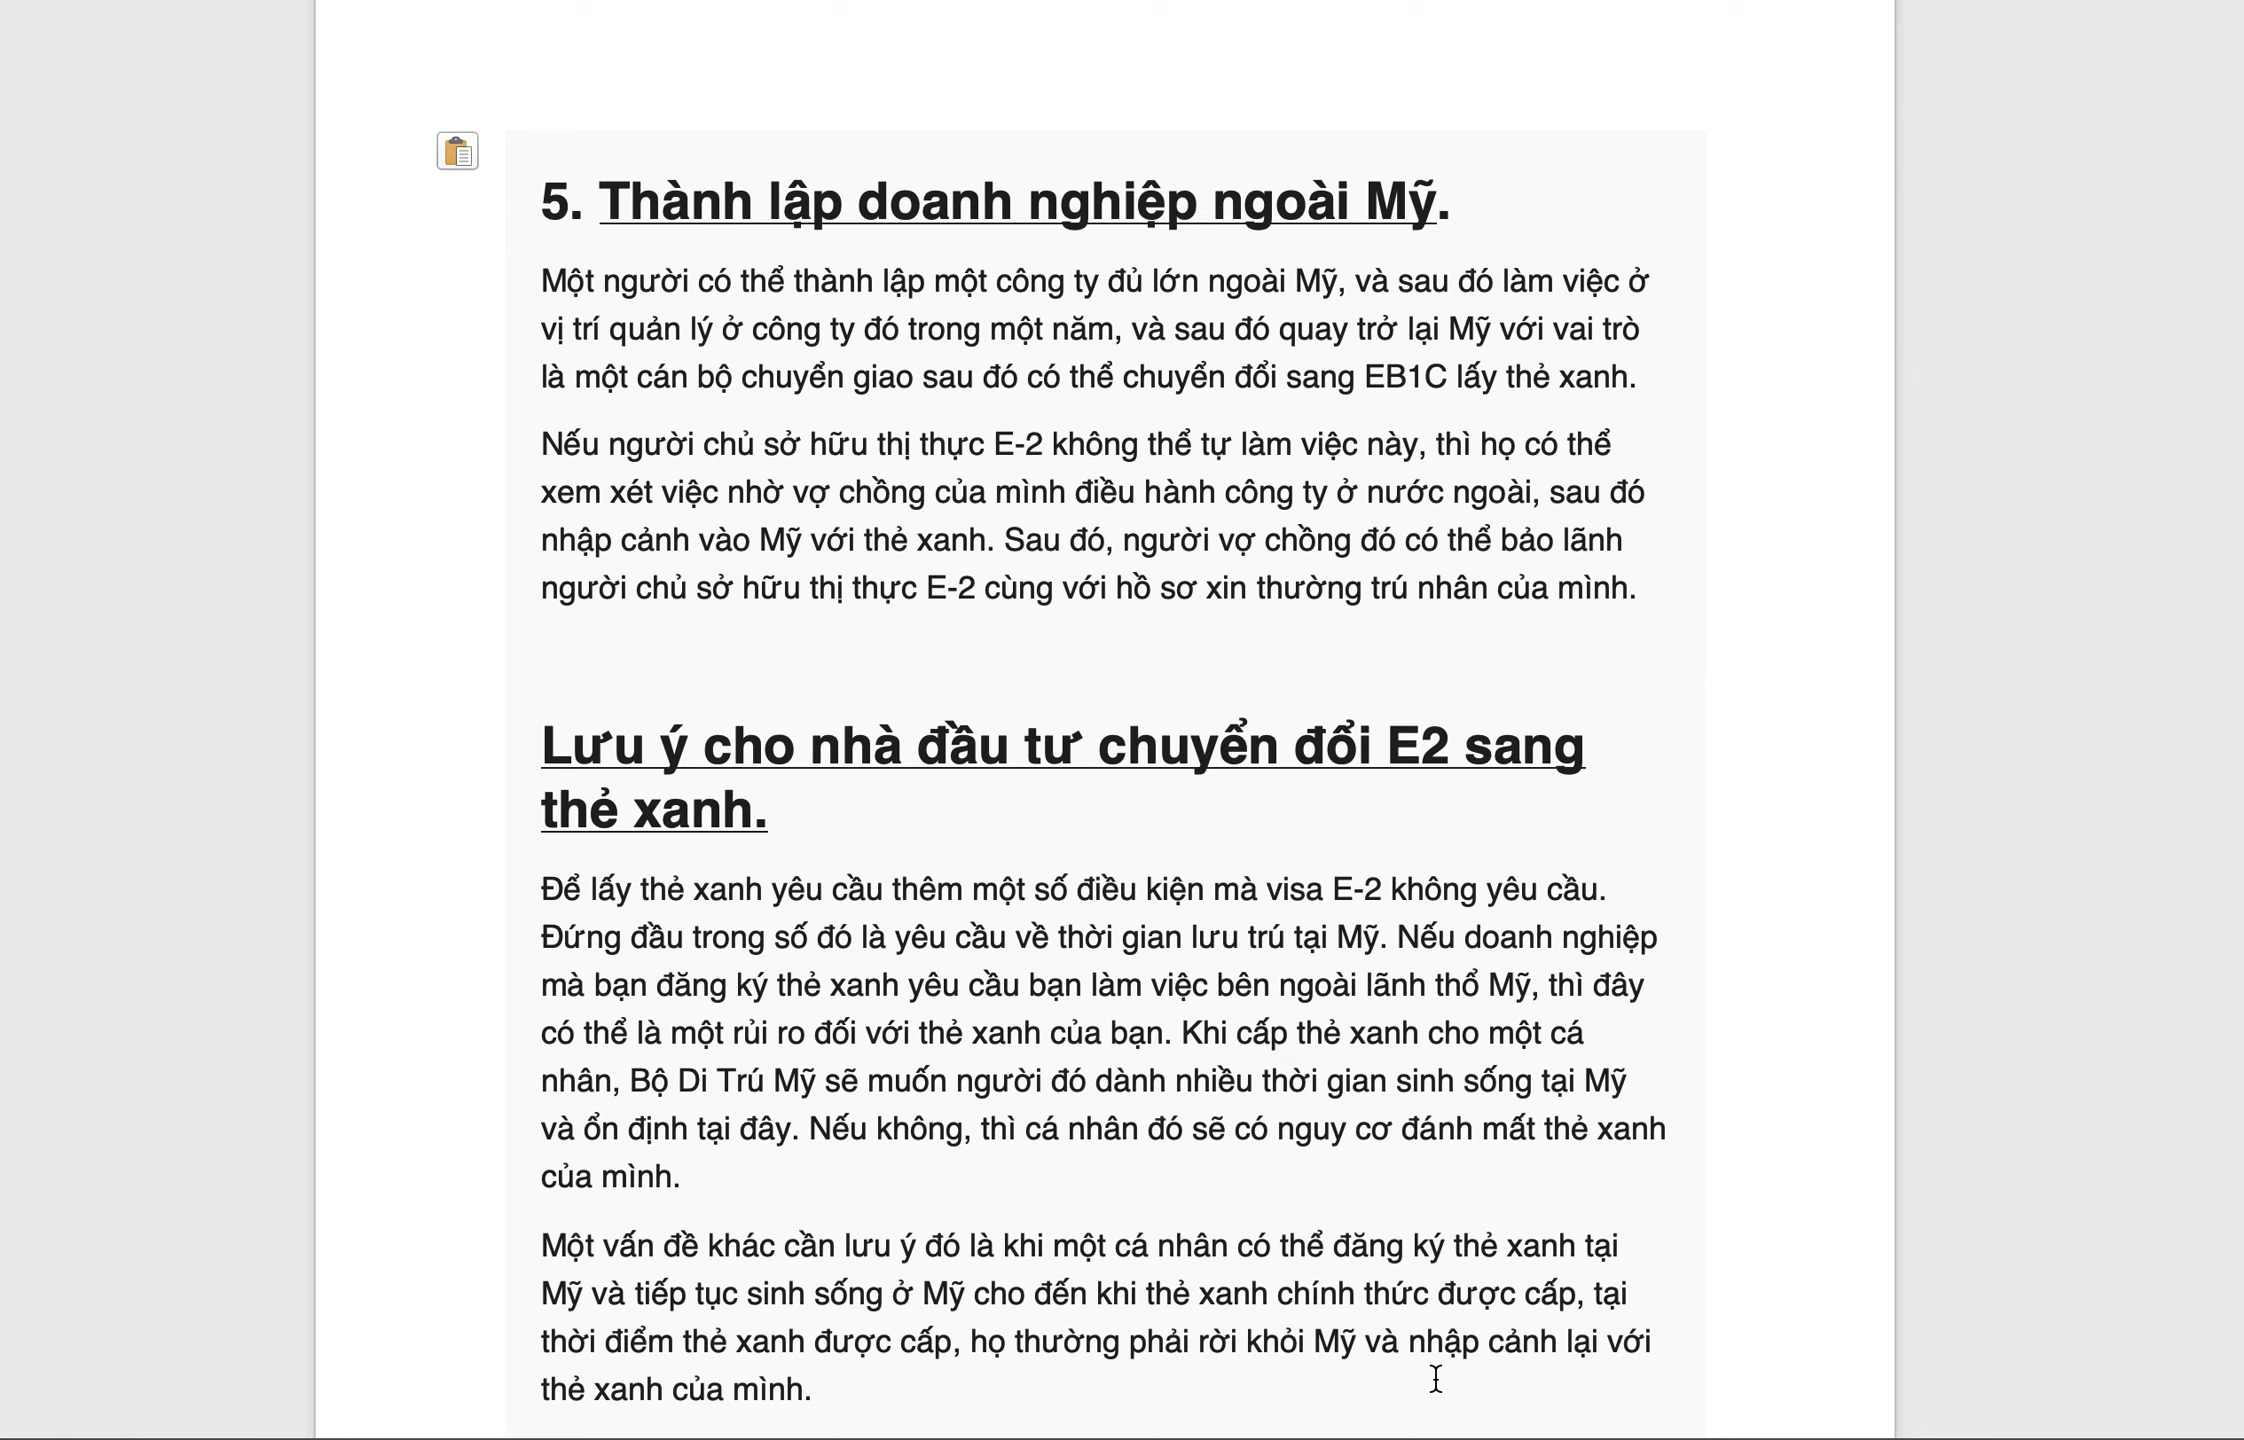 5. Thành lập doanh nghiệp ngoài Mỹ.
Một người có thể thành lập một công ty đủ lớn ngoài Mỹ, và sau đó làm việc ở
vị trí quản lý ở công ty đó trong một năm, và sau đó quay trở lại Mỹ với vai trò
là một cán bộ chuyển giao sau đó có thể chuyển đổi sang EB1C lấy thẻ xanh.
Nếu người chủ sở hữu thị thực E-2 không thể tự làm việc này, thì họ có thể
xem xét việc nhờ vợ chồng của mình điều hành công ty ở nước ngoài, sau đó
nhập cảnh vào Mỹ với thẻ xanh. Sau đó, người vợ chồng đó có thể bảo lãnh
người chủ sở hữu thị thực E-2 cùng với hồ sơ xin thường trú nhân của mình.
Lưu ý cho nhà đầu tư chuyển đổi E2 sang
thẻ xanh.
Để lấy thẻ xanh yêu cầu thêm một số điều kiện mà visa E-2 không yêu cầu.
Đứng đầu trong số đó là yêu cầu về thời gian lưu trú tại Mỹ. Nếu doanh nghiệp
mà bạn đăng ký thẻ xanh yêu cầu bạn làm việc bên ngoài lãnh thổ Mỹ, thì đây
có thể là một rủi ro đối với thẻ xanh của bạn. Khi cấp thẻ xanh cho một cá
nhân, Bộ Di Trú Mỹ sẽ muốn người đó dành nhiều thời gian sinh sống tại Mỹ
và ổn định tại đây. Nếu không, thì cá nhân đó sẽ có nguy cơ đánh mất thẻ xanh
của mình.
Một vấn đề khác cần lưu ý đó là khi một cá nhân có thể đăng ký thẻ xanh tại
Mỹ và tiếp tục sinh sống ở Mỹ cho đến khi thẻ xanh chính thức được cấp, tại
thời điểm thẻ xanh được cấp, họ thường phải rời khỏi Mỹ và nhập cảnh lại với
thẻ xanh của mình.